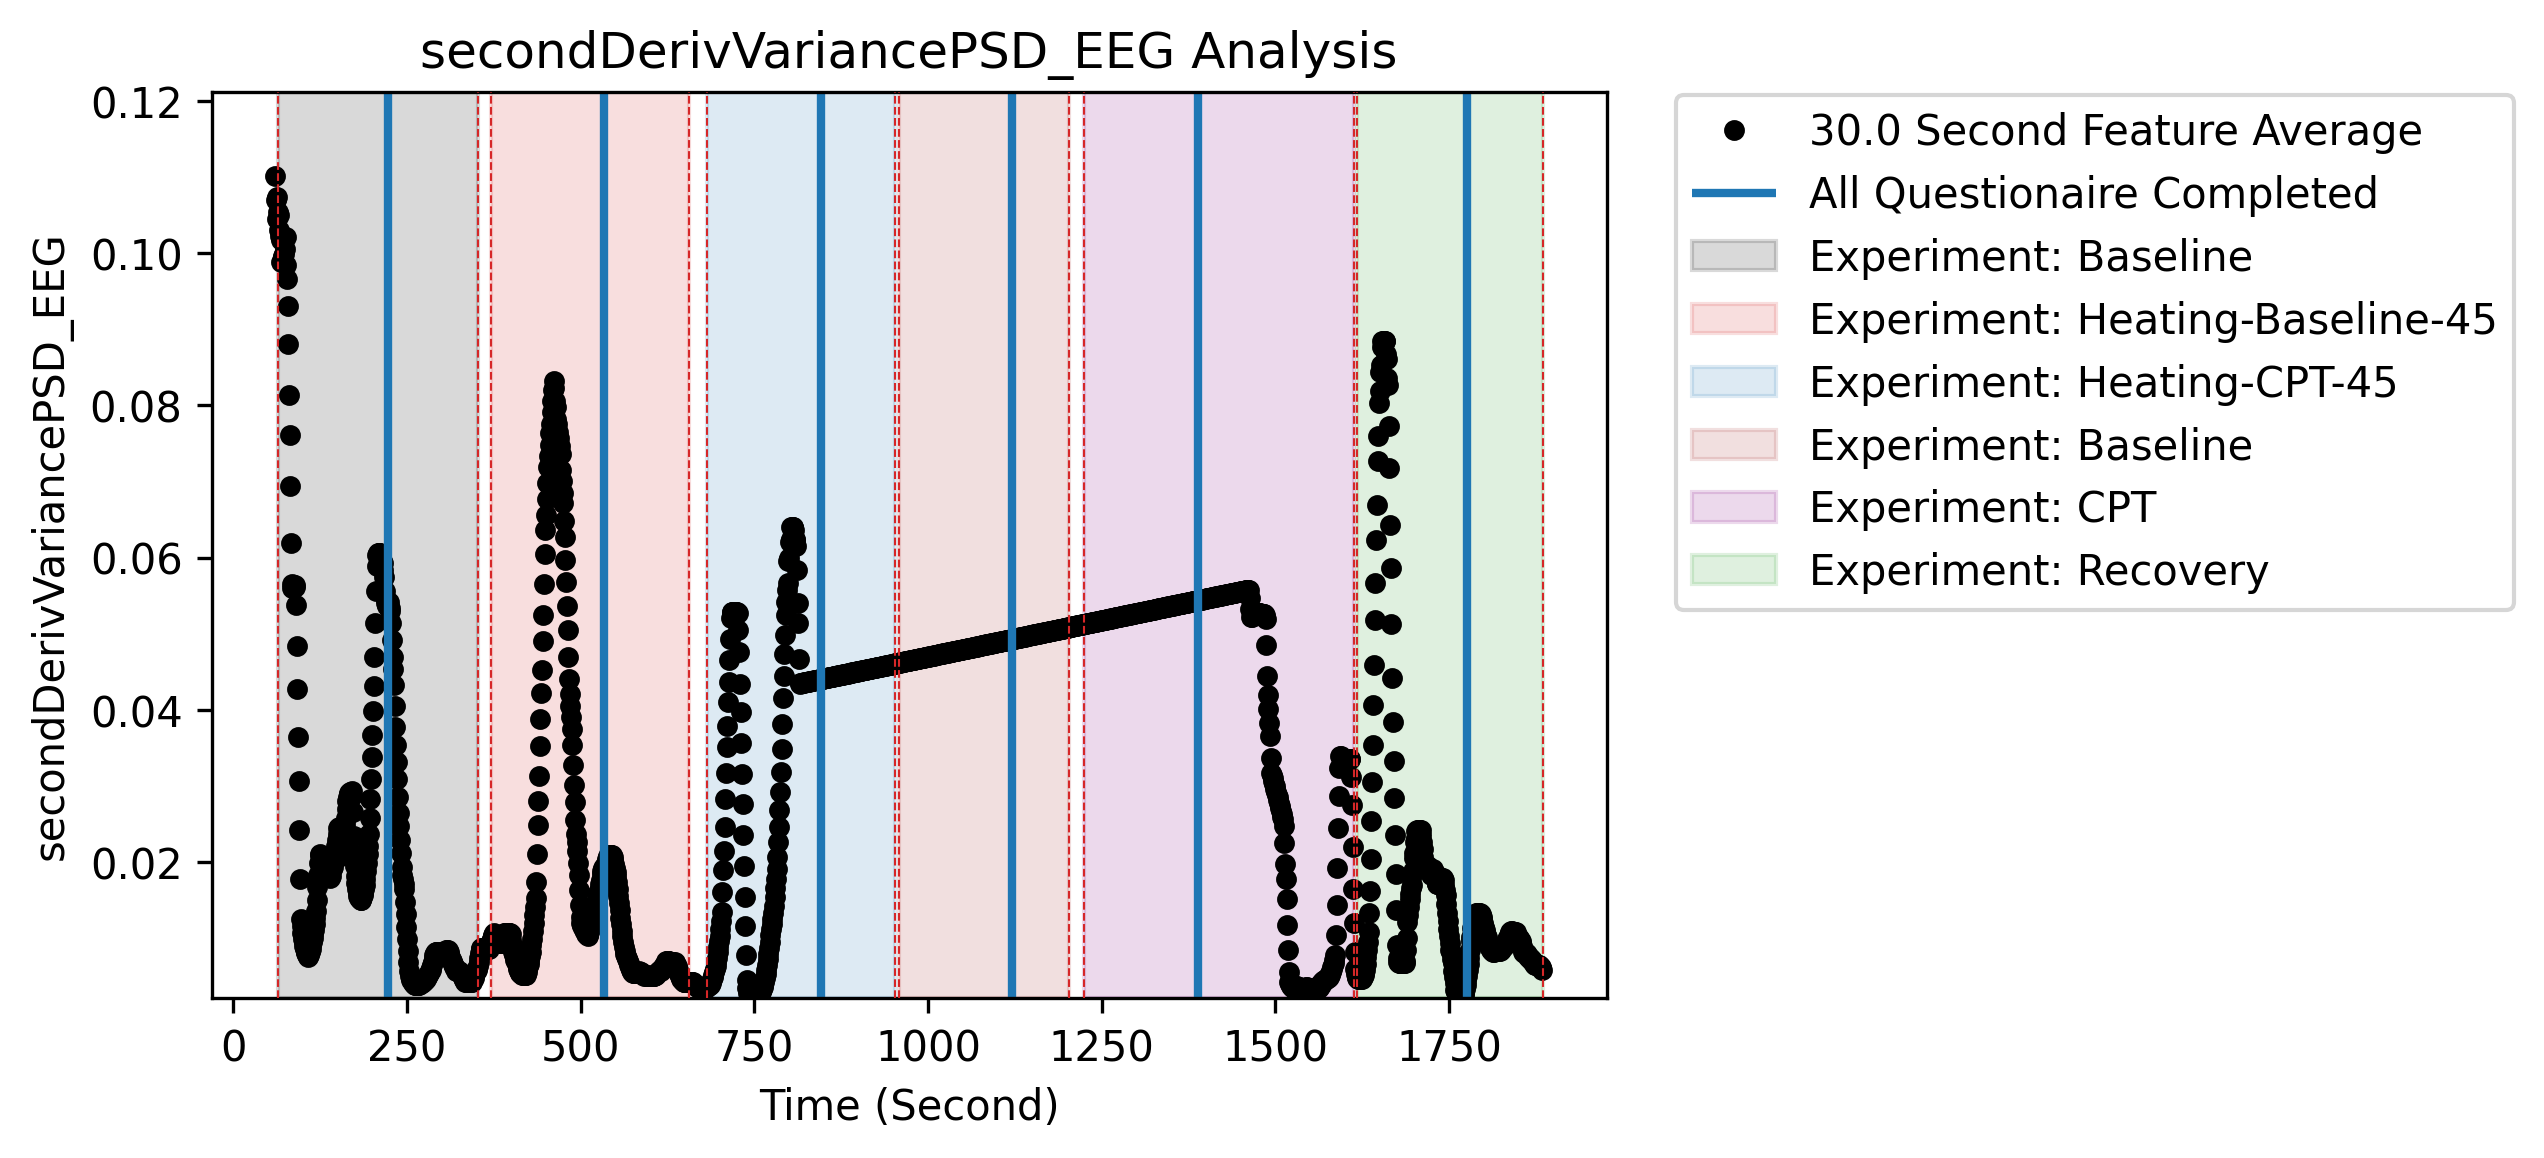 secondDerivVariancePSD_EEG Analysis
secondDerivVariancePSD_EEG
0.12
0.10
0.08
0.06
0.04
0.02
0 250 500 750 1000 1250 1500 1750
Time (Second)
30.0 Second Feature Average
All Questionaire Completed
Experiment: Baseline
Experiment: Heating-Baseline-45
Experiment: Heating-CPT-45
Experiment: Baseline
Experiment: CPT
Experiment: Recovery